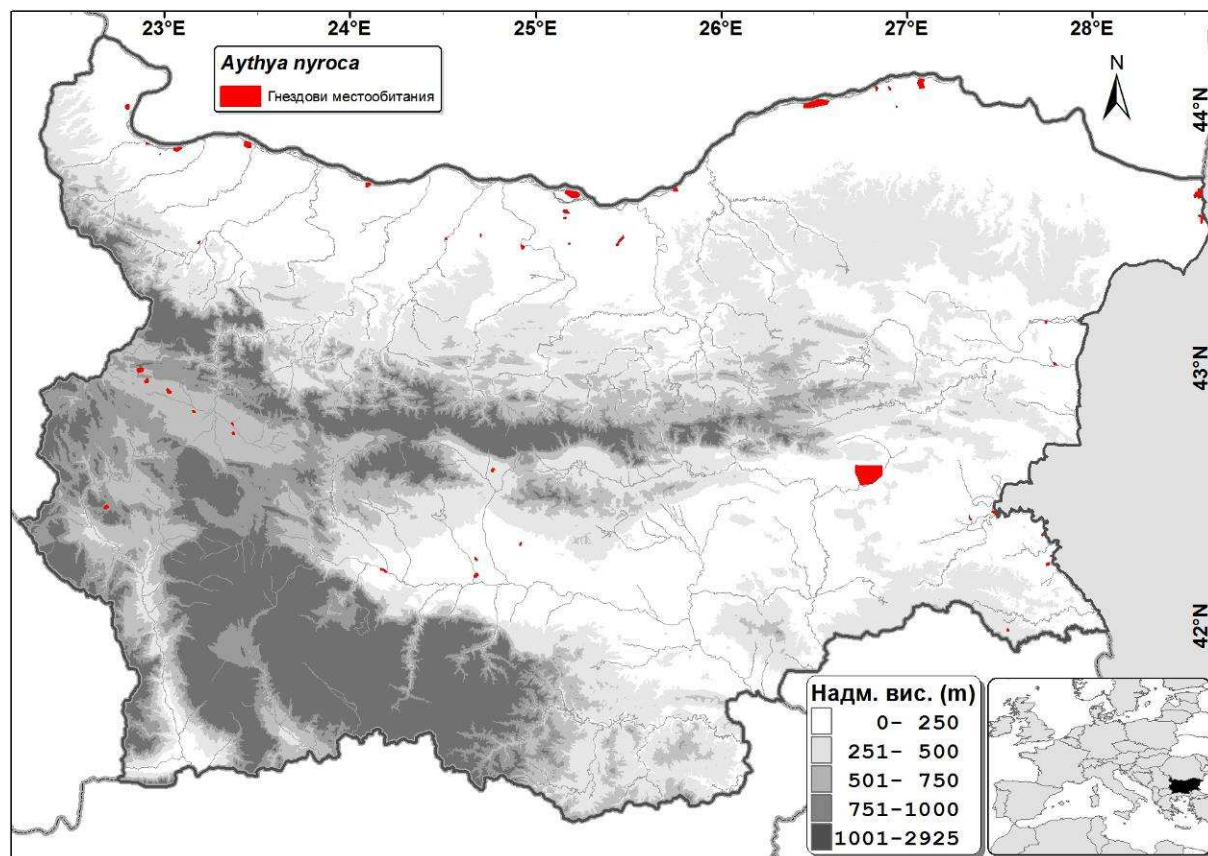 23°E 24°E 25°E 26°E 27°E 28°E
Aythya nyroca
Гнездови местообитания
N
44°N
43°N
42°N
Надм. вис. (m)
0- 250
251- 500
501- 750
751-1000
1001-2925